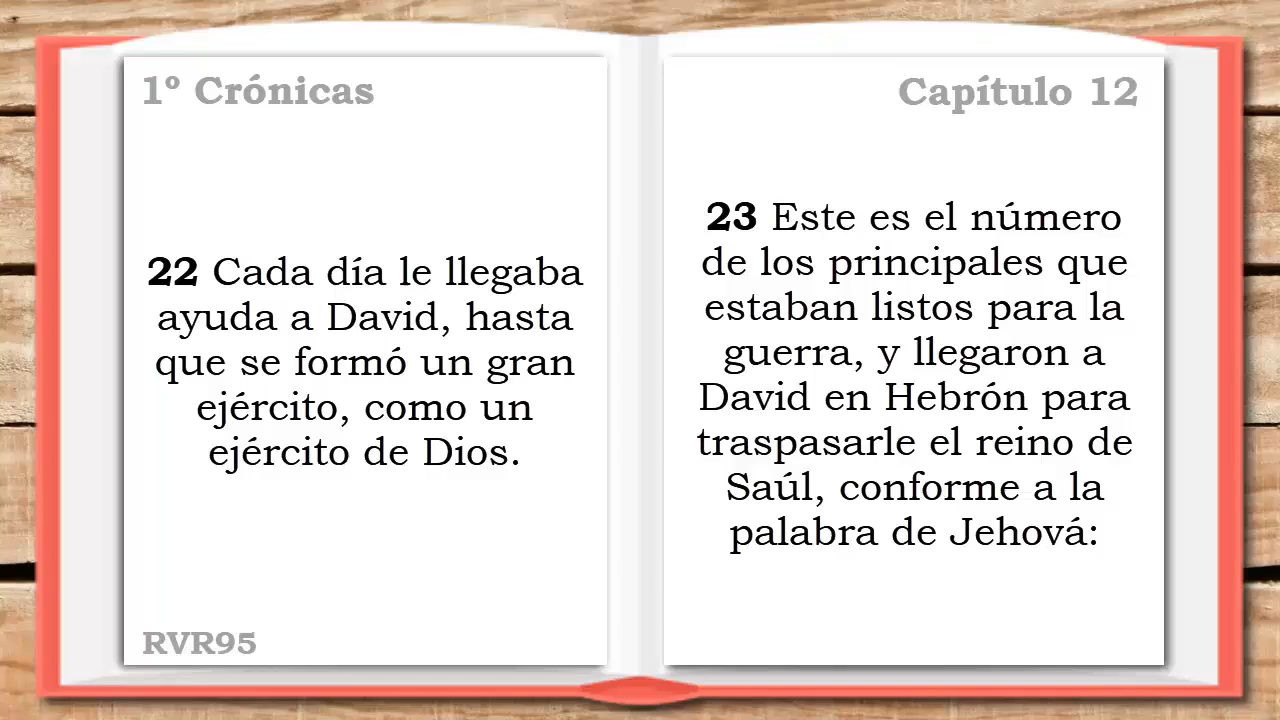 1º Crónicas
22 Cada día le llegaba
ayuda a David, hasta
que se formó un gran
ejército, como un
ejército de Dios.
RVR95
Capítulo 12
23 Este es el número
de los principales que
estaban listos para la
guerra, y llegaron a
David en Hebrón para
traspasarle el reino de
Saúl, conforme a la
palabra de Jehová: